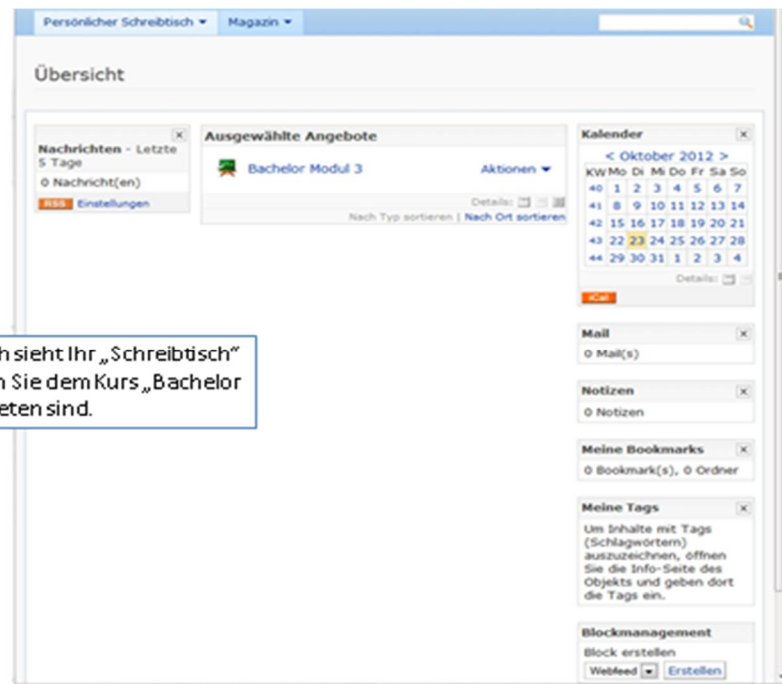 Persönlicher Schreibtisch
Magazin
Übersicht
Nachrichten - Letzte
5 Tage
0 Nachricht(en)
RSS Einstellungen
Ausgewählte Angebote
Bachelor Modul 3
Aktionen
Details:
Nach Typ sortieren | Nach Ort sortieren
Kalender
< Oktober 2012 >
KW Mo Di Mi Do Fr Sa So
40 1 2 3 4 5 6 7
41 8 9 10 11 12 13 14
42 15 16 17 18 19 20 21
43 22 23 24 25 26 27 28
44 29 30 31 1 2 3 4
Details:
iCal
h sieht Ihr „Schreibtisch“
n Sie dem Kurs „Bachelor
eten sind.
Mail
0 Mail(s)
Notizen
0 Notizen
Meine Bookmarks
0 Bookmark(s), 0 Ordner
Meine Tags
Um Inhalte mit Tags
(Schlagwörtern)
auszuzeichnen, öffnen
Sie die Info-Seite des
Objekts und geben dort
die Tags ein.
Blockmanagement
Block erstellen
Webfeed Erstellen